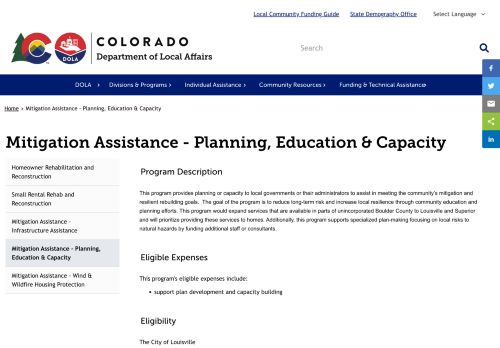 Local Community Funding Guide State Demography Office Select Language
COLORADO
Department of Local Affairs
DOLA
Search
DOLA Divisions & Programs Individual Assistance Community Resources Funding & Technical Assistance
Home › Mitigation Assistance - Planning, Education & Capacity
Mitigation Assistance - Planning, Education & Capacity
Homeowner Rehabilitation and
Reconstruction
Small Rental Rehab and
Reconstruction
Mitigation Assistance -
Infrastructure Assistance
Mitigation Assistance - Planning,
Education & Capacity
Mitigation Assistance - Wind &
Wildfire Housing Protection
Program Description
This program provides planning or capacity to local governments or their administrators to assist in meeting the community's mitigation and
resilient rebuilding goals. The goal of the program is to reduce long-term risk and increase local resilience through community education and
planning efforts. This program would expand services that are available in parts of unincorporated Boulder County to Louisville and Superior
and will prioritize providing these services to homes. Additionally, this program supports specialized plan-making focusing on local risks to
natural hazards by funding additional staff or consultants.
Eligible Expenses
This program's eligible expenses include:
• support plan development and capacity building
Eligibility
The City of Louisville